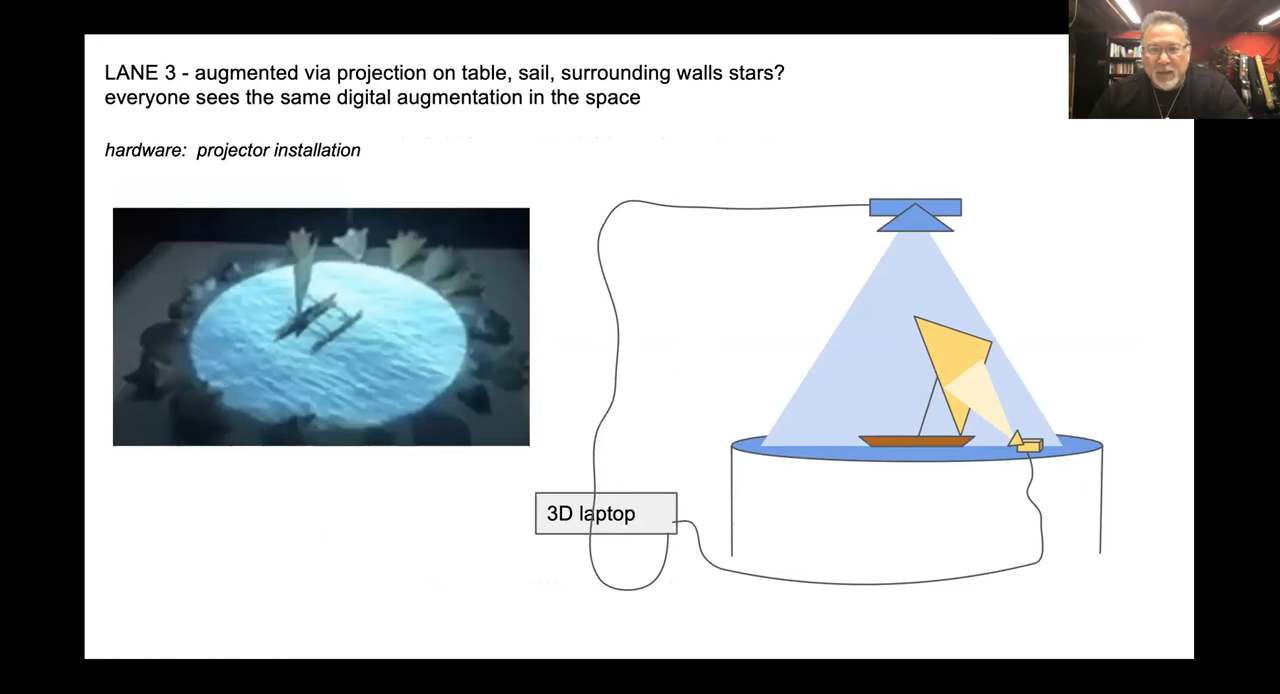 LANE 3 - augmented via projection on table, sail, surrounding walls stars?
everyone sees the same digital augmentation in the space
hardware: projector installation
3D laptop